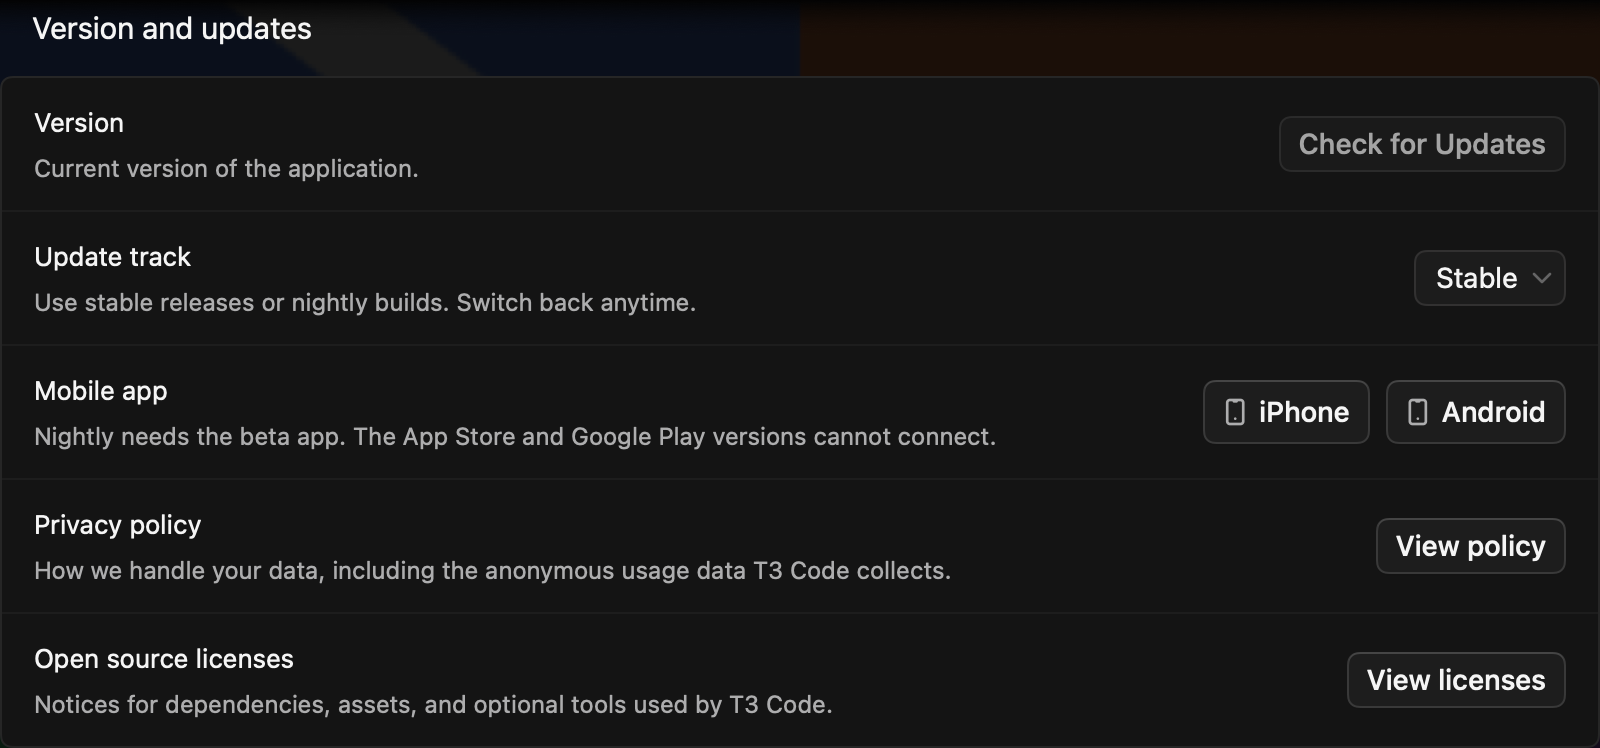 Version and updates
Version
Current version of the application.
Check for Updates
Update track
Use stable releases or nightly builds. Switch back anytime.
Stable
Mobile app
Nightly needs the beta app. The App Store and Google Play versions cannot connect.
iPhone
Android
Privacy policy
How we handle your data, including the anonymous usage data T3 Code collects.
View policy
Open source licenses
Notices for dependencies, assets, and optional tools used by T3 Code.
View licenses